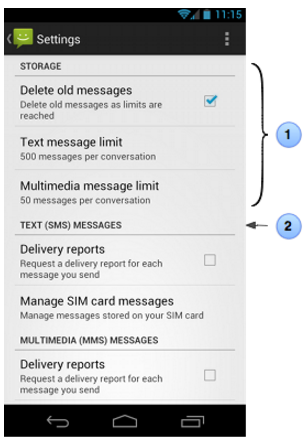 11:15
Settings
STORAGE
Delete old messages
Delete old messages as limits are
reached
Text message limit
500 messages per conversation
Multimedia message limit
50 messages per conversation
1
TEXT (SMS) MESSAGES
2
Delivery reports
Request a delivery report for each
message you send
Manage SIM card messages
Manage messages stored on your SIM card
MULTIMEDIA (MMS) MESSAGES
Delivery reports
Request a delivery report for each
message you send